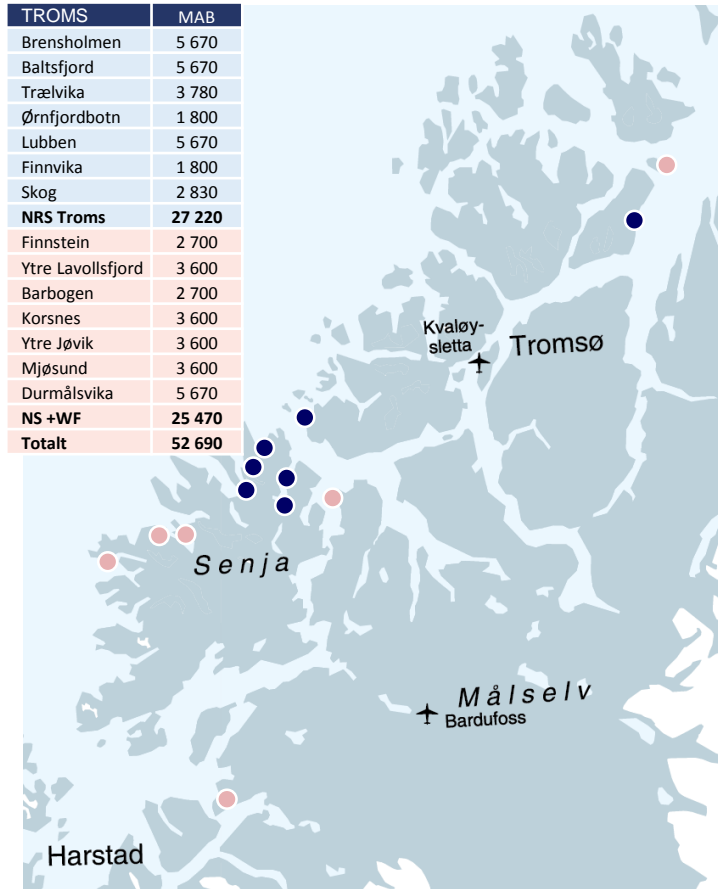 TROMS MAB
Brensholmen 5 670
Baltsfjord 5 670
Trælvika 3 780
Ørnfjordbotn 1 800
Lubben 5 670
Finnvika 1 800
Skog 2 830
NRS Troms 27 220
Finnstein 2 700
Ytre Lavollsfjord 3 600
Barbogen 2 700
Korsnes 3 600
Ytre Jøvik 3 600
Mjøsund 3 600
Durmålsvika 5 670
NS +WF 25 470
Totalt 52 690
Kvaløy-
sletta
Tromsø
Senja
Målselv
Bardufoss
Harstad